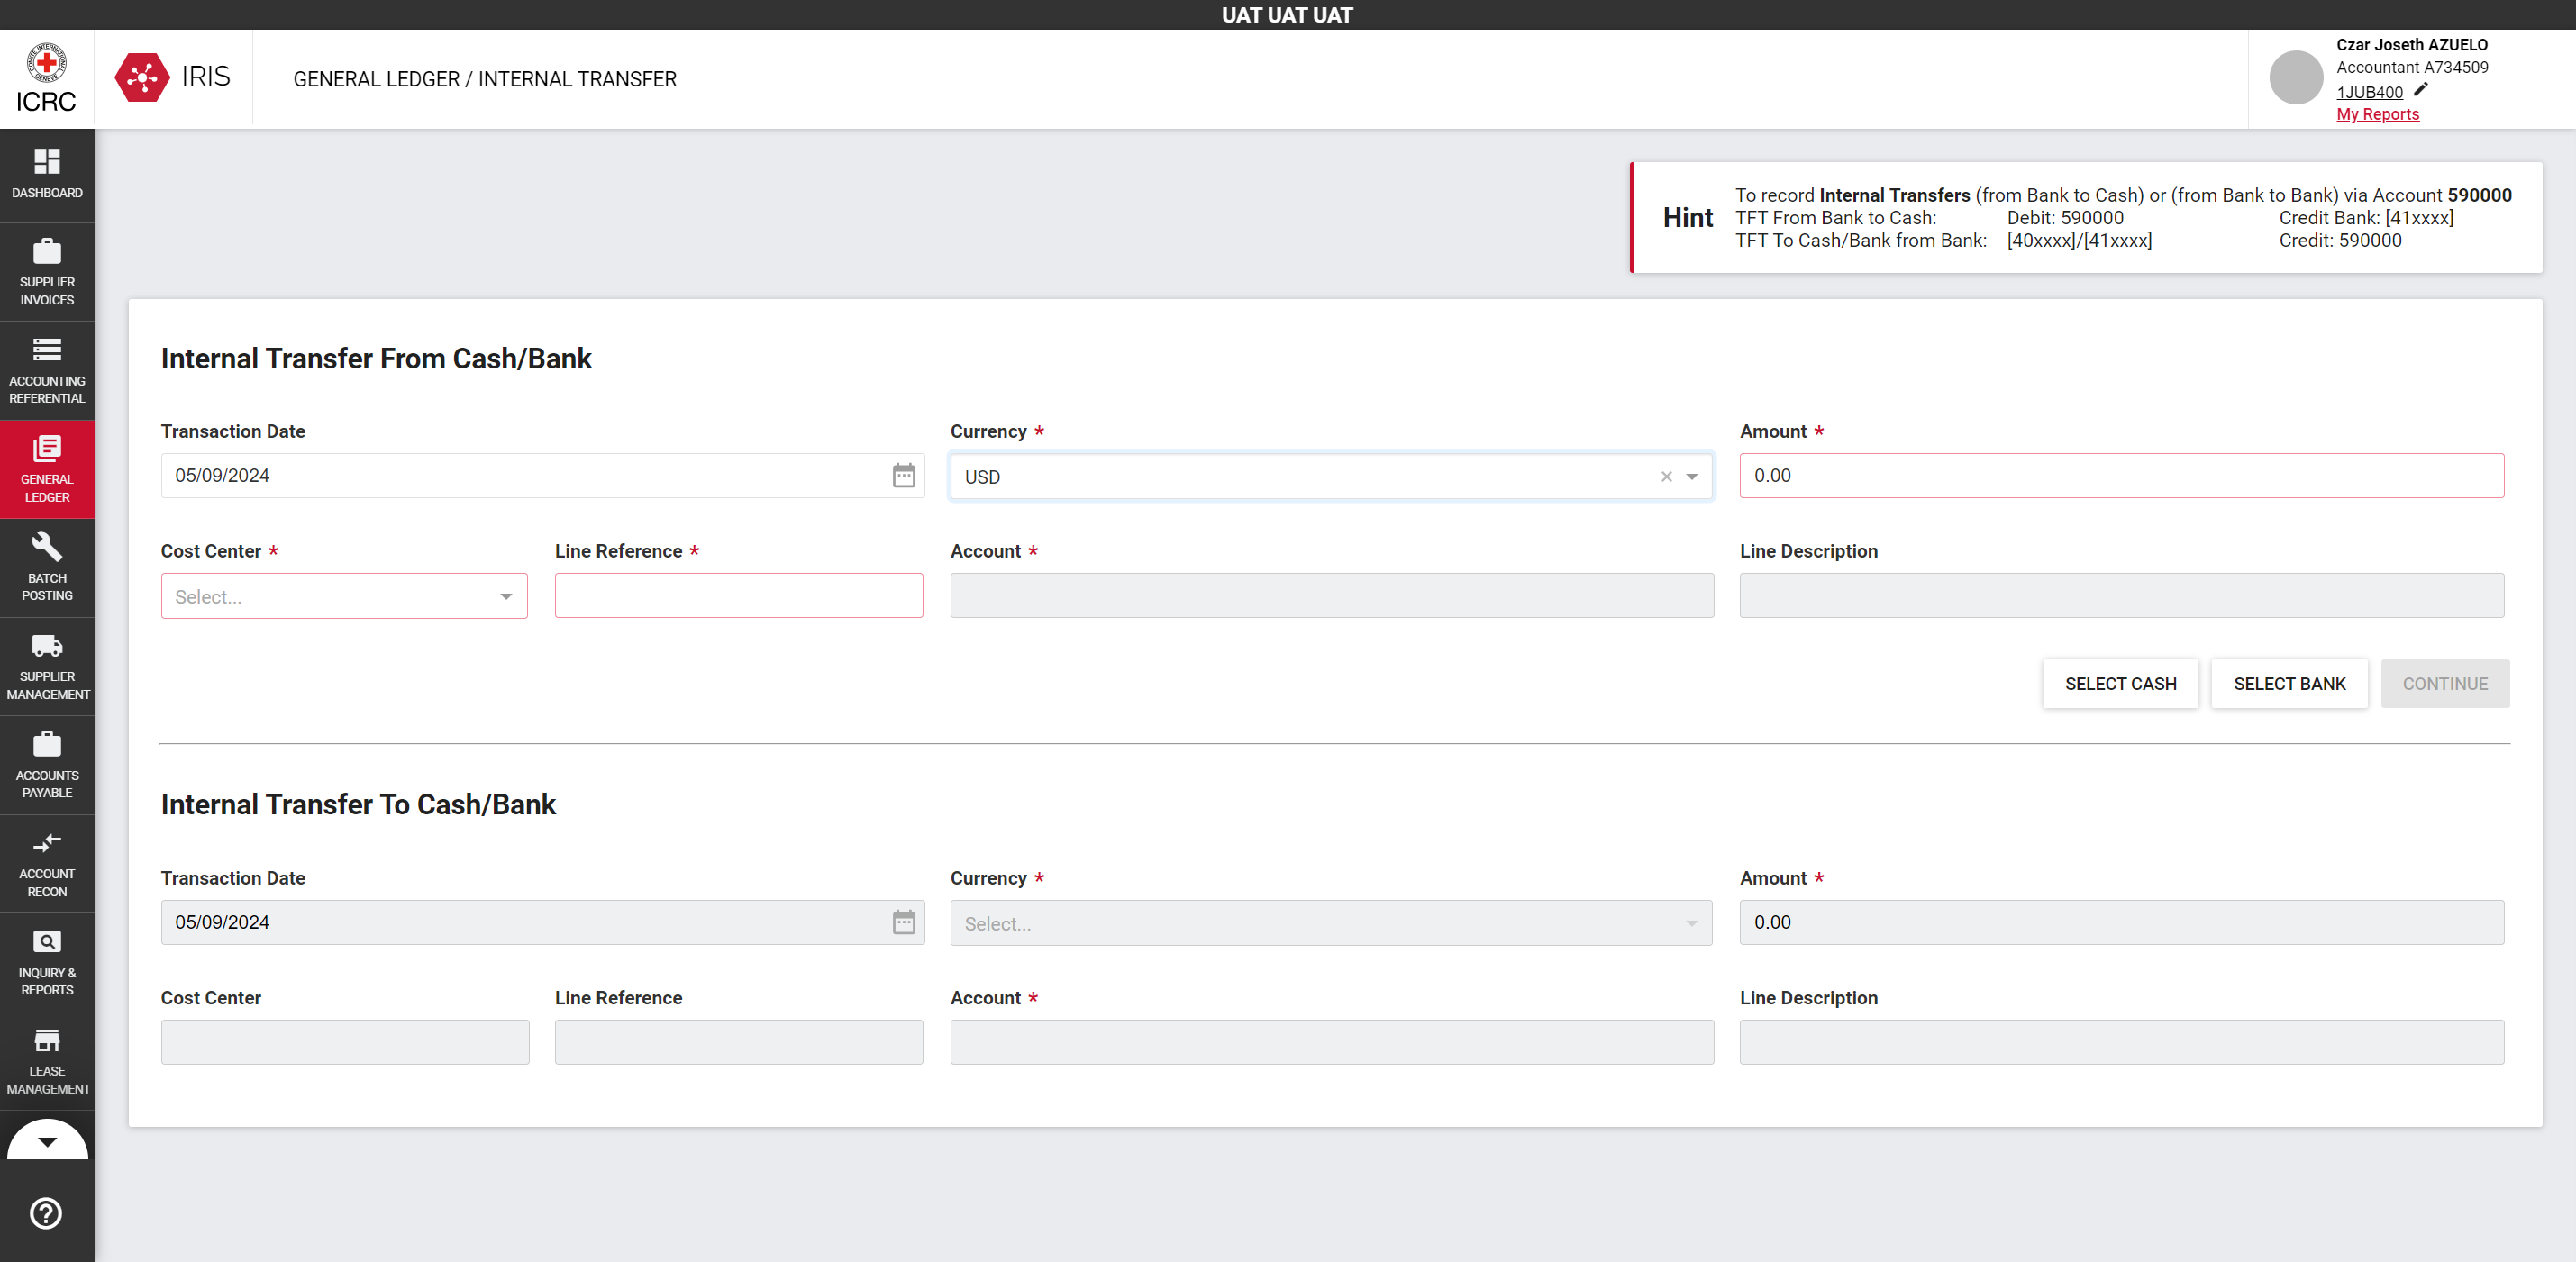 UAT UAT UAT
COMITE INTERNATIONAL
GENEVE
ICRC
IRIS
GENERAL LEDGER / INTERNAL TRANSFER
Czar Joseth AZUELO
Accountant A734509
1JUB400
My Reports
DASHBOARD
SUPPLIER
INVOICES
ACCOUNTING
REFERENTIAL
GENERAL
LEDGER
BATCH
POSTING
SUPPLIER
MANAGEMENT
ACCOUNTS
PAYABLE
ACCOUNT
RECON
INQUIRY &
REPORTS
LEASE
MANAGEMENT
Hint
To record Internal Transfers (from Bank to Cash) or (from Bank to Bank) via Account 590000
TFT From Bank to Cash: Debit: 590000 Credit Bank: [41xxxx]
TFT To Cash/Bank from Bank: [40xxxx]/[41xxxx] Credit: 590000
Internal Transfer From Cash/Bank
Transaction Date Currency * Amount *
05/09/2024 USD × 0.00
Cost Center * Line Reference * Account * Line Description
Select...
SELECT CASH SELECT BANK CONTINUE
Internal Transfer To Cash/Bank
Transaction Date Currency * Amount *
05/09/2024 Select... 0.00
Cost Center Line Reference Account * Line Description